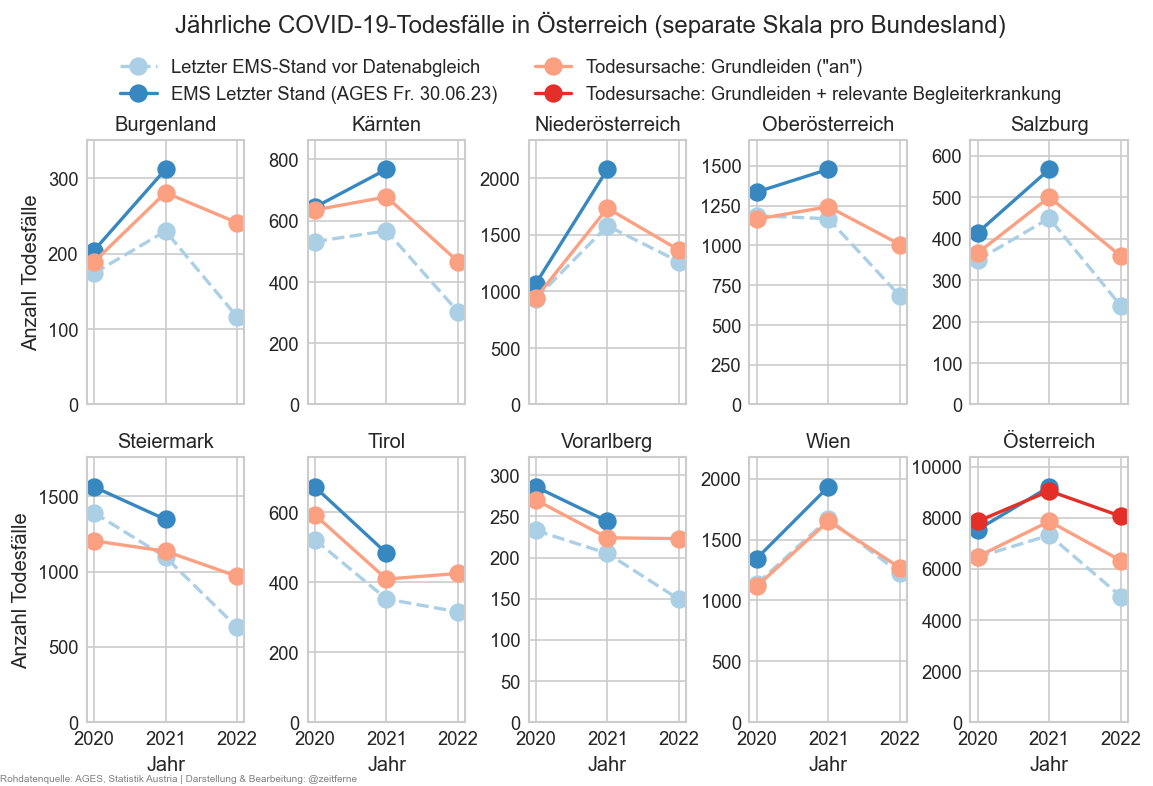 Jährliche COVID-19-Todesfälle in Österreich (separate Skala pro Bundesland)
Letzter EMS-Stand vor Datenabgleich
EMS Letzter Stand (AGES Fr. 30.06.23)
Todesursache: Grundleiden ("an")
Todesursache: Grundleiden + relevante Begleiterkrankung
Burgenland
Kärnten
Niederösterreich
Oberösterreich
Salzburg
Anzahl Todesfälle
300
200
100
0
800
600
400
200
0
2000
1500
1000
500
0
1500
1250
1000
750
500
250
0
600
500
400
300
200
100
0
Steiermark
Tirol
Vorarlberg
Wien
Österreich
Anzahl Todesfälle
1500
1000
500
0
600
400
200
0
300
250
200
150
100
50
0
2000
1500
1000
500
0
10000
8000
6000
4000
2000
0
2020 2021 2022
2020 2021 2022
2020 2021 2022
2020 2021 2022
2020 2021 2022
Jahr
Jahr
Jahr
Jahr
Jahr
Rohdatenquelle: AGES, Statistik Austria | Darstellung & Bearbeitung: @zeitferne